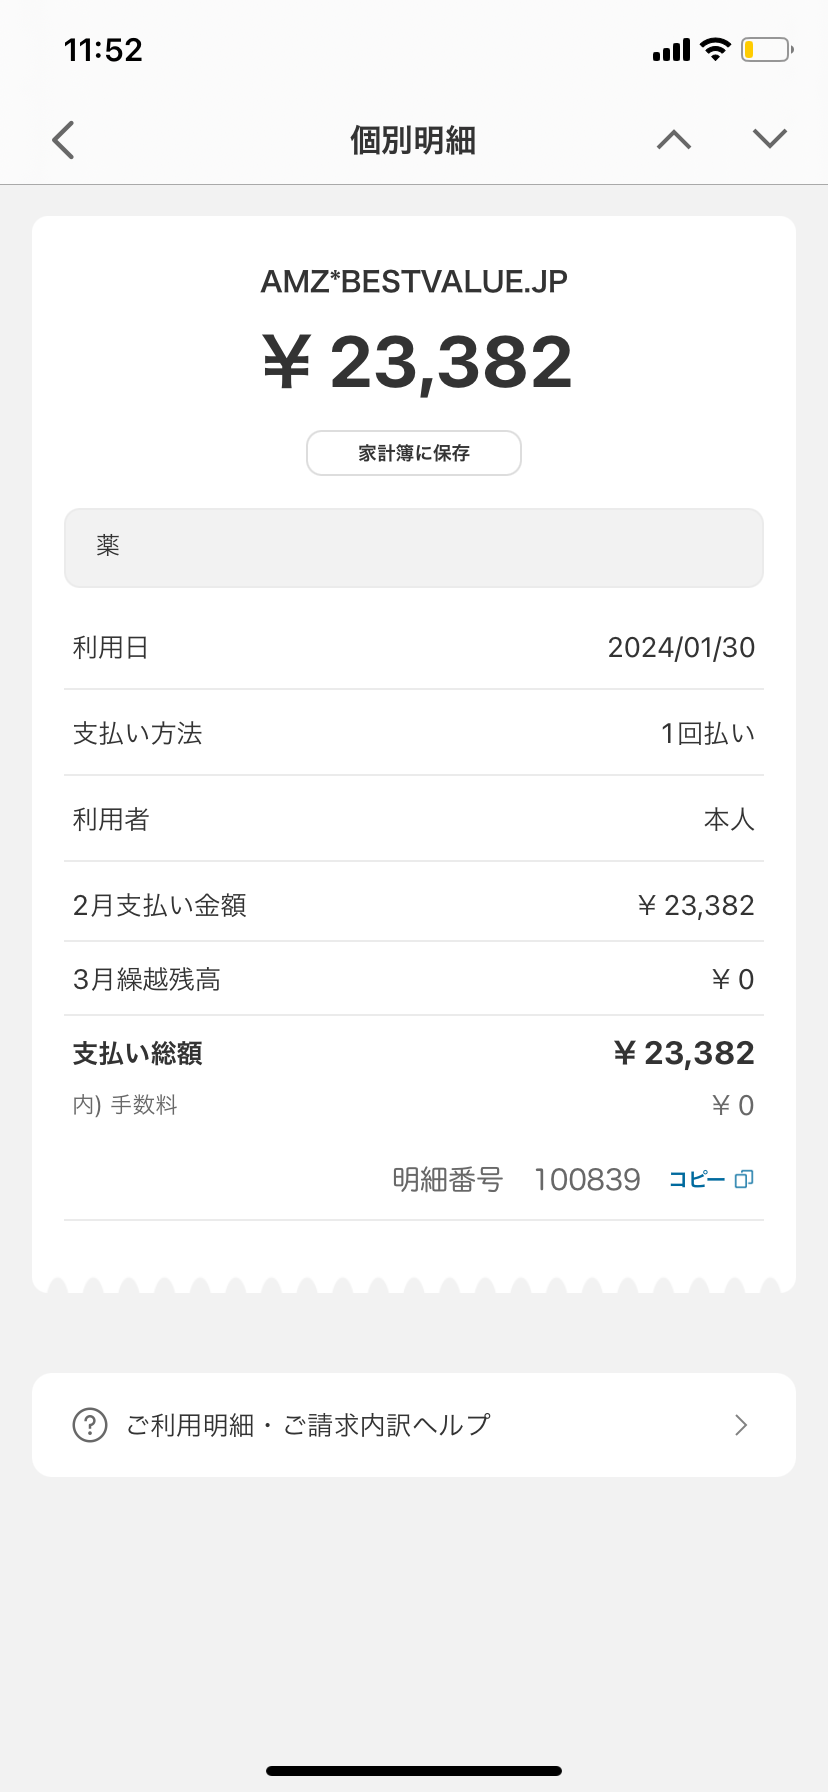 11:52
個別明細
AMZ*BESTVALUE.JP
¥ 23,382
家計簿に保存
薬
利用日 2024/01/30
支払い方法 1回払い
利用者 本人
2月支払い金額 ¥ 23,382
3月繰越残高 ¥ 0
支払い総額 ¥ 23,382
内) 手数料 ¥ 0
明細番号 100839 コピー
ご利用明細・ご請求内訳ヘルプ